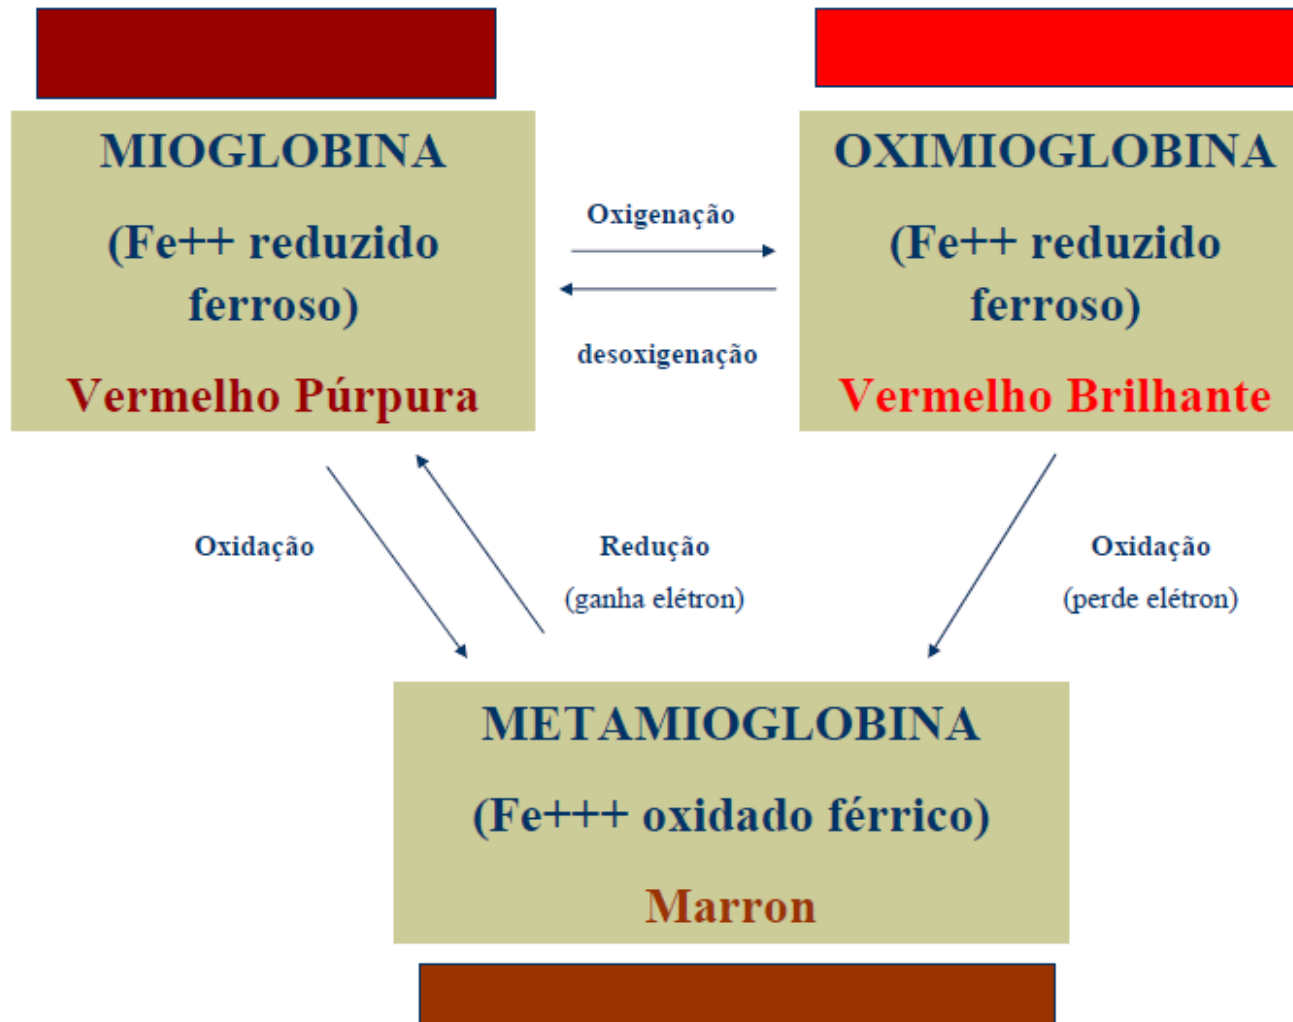 MIOGLOBINA
(Fe++ reduzido
ferroso)
Vermelho Púrpura
Oxigenação
desoxigenação
OXIMIOGLOBINA
(Fe++ reduzido
ferroso)
Vermelho Brilhante
Oxidação
Redução
(ganha elétron)
Oxidação
(perde elétron)
METAMIOGLOBINA
(Fe+++ oxidado férrico)
Marron